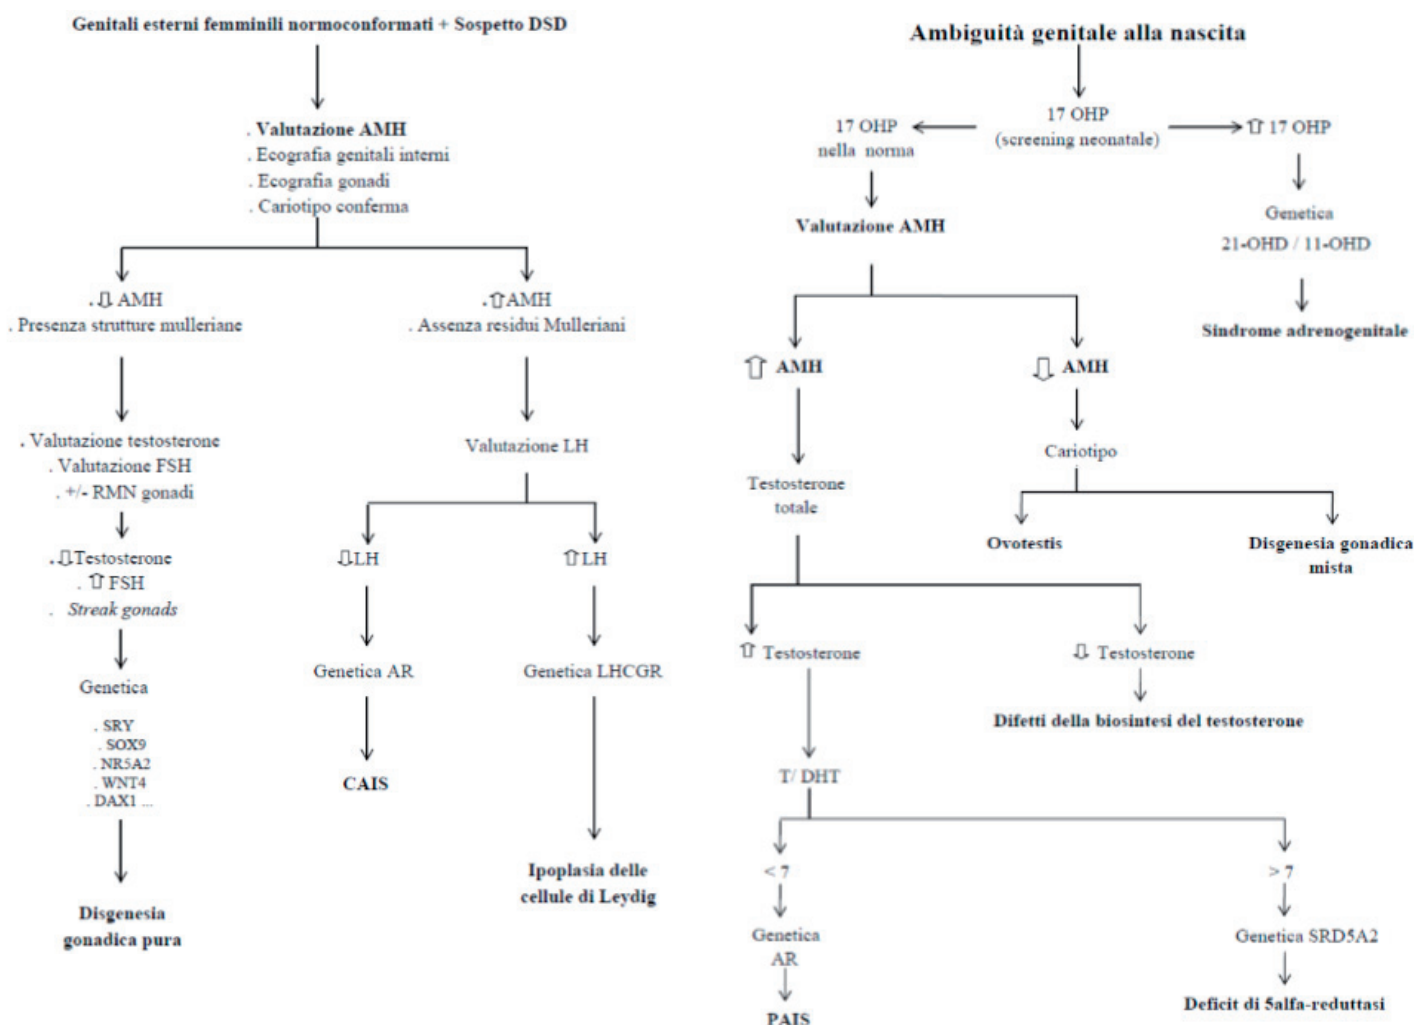 Genitali esterni femminili normoconformati + Sospetto DSD
. Valutazione AMH
. Ecografia genitali interni
. Ecografia gonadi
. Cariotipo conferma
. ⇩ AMH
. Presenza strutture mulleriane
. ⇧ AMH
. Assenza residui Mulleriani
. Valutazione testosterone
. Valutazione FSH
. +/- RMN gonadi
Valutazione LH
. ⇩ Testosterone
. ⇧ FSH
. Streak gonads
⇩ LH
⇧ LH
Genetica
. SRY
. SOX9
. NR5A2
. WNT4
. DAX1 ...
Genetica AR
Genetica LHCGR
CAIS
Ipoplasia delle
cellule di Leydig
Disgenesia
gonadica pura
Ambiguità genitale alla nascita
17 OHP
nella norma
17 OHP
(screening neonatale)
⇧ 17 OHP
Valutazione AMH
Genetica
21-OHD / 11-OHD
Sindrome adrenogenitale
⇧ AMH
⇩ AMH
Testosterone
totale
Cariotipo
Ovotestis
Disgenesia gonadica
mista
⇧ Testosterone
⇩ Testosterone
Difetti della biosintesi del testosterone
T/ DHT
< 7
> 7
Genetica
AR
Genetica SRD5A2
PAIS
Deficit di 5alfa-reduttasi